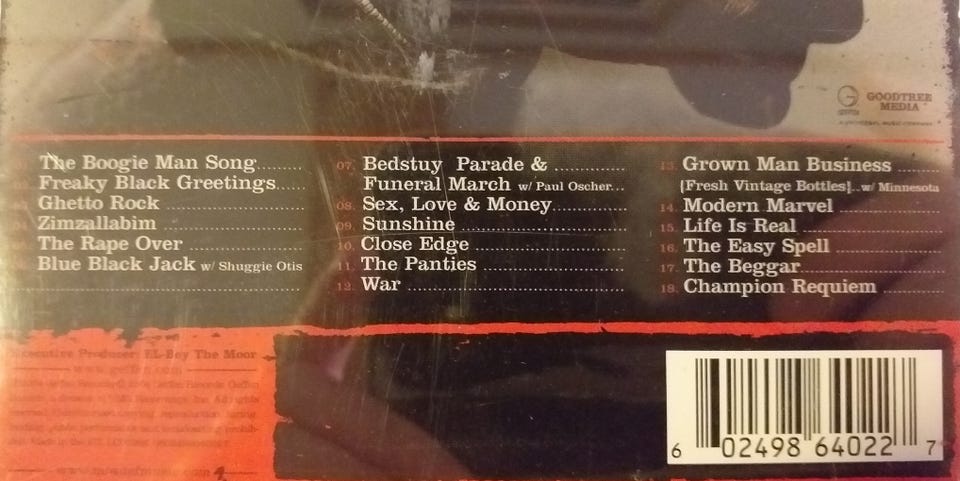 GOODTREE
MEDIA
The Boogie Man Song........
Freaky Black Greetings.....
Ghetto Rock
Zimzallabim
The Rape Over
Blue Black Jack w/ Shuggie Otis
07. Bedstuy Parade &
Funeral March w/ Paul Oscher...
08. Sex, Love & Money
09. Sunshine
10. Close Edge
11. The Panties
12. War
13. Grown Man Business
[Fresh Vintage Bottles]..w/ Minnesota
14. Modern Marvel
15. Life Is Real
16. The Easy Spell
17. The Beggar
18. Champion Requiem
Executive Producer: EL-Boy The Moor
6 02498 64022 7